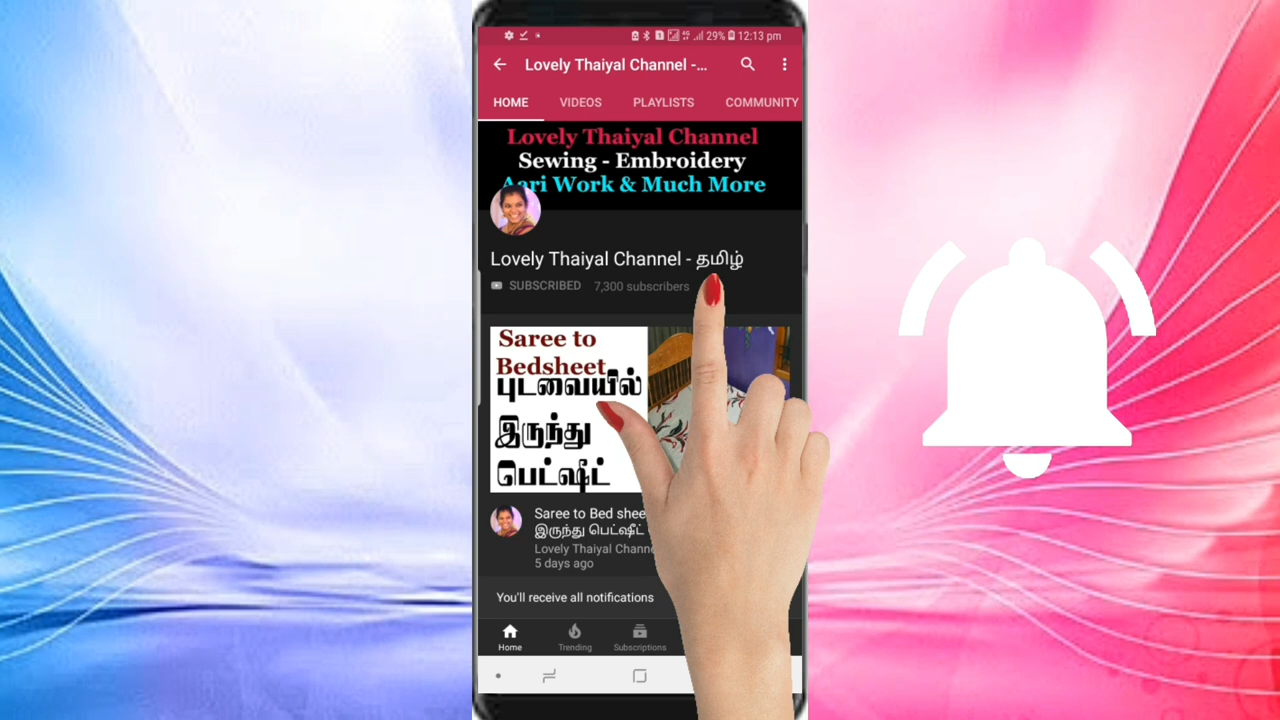 29% 12:13 pm
Lovely Thaiyal Channel -...
HOME VIDEOS PLAYLISTS COMMUNITY
Lovely Thaiyal Channel
Sewing - Embroidery
Aari Work & Much More
Lovely Thaiyal Channel - தமிழ்
SUBSCRIBED 7,300 subscribers
Saree to
Bedsheet
புடவையில்
இருந்து
பெட்ஷீட்
Saree to Bed shee
இருந்து பெட்ஷீட்
Lovely Thaiyal Channe
5 days ago
You'll receive all notifications
Home Trending Subscriptions